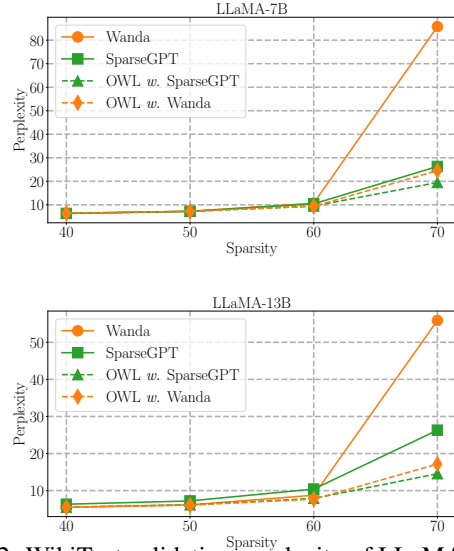 LLaMA-7B
Perplexity
80
70
60
50
40
30
20
10
Wanda
SparseGPT
OWL w. SparseGPT
OWL w. Wanda
40 50 60 70
Sparsity
LLaMA-13B
Perplexity
50
40
30
20
10
Wanda
SparseGPT
OWL w. SparseGPT
OWL w. Wanda
40 50 60 70
Sparsity